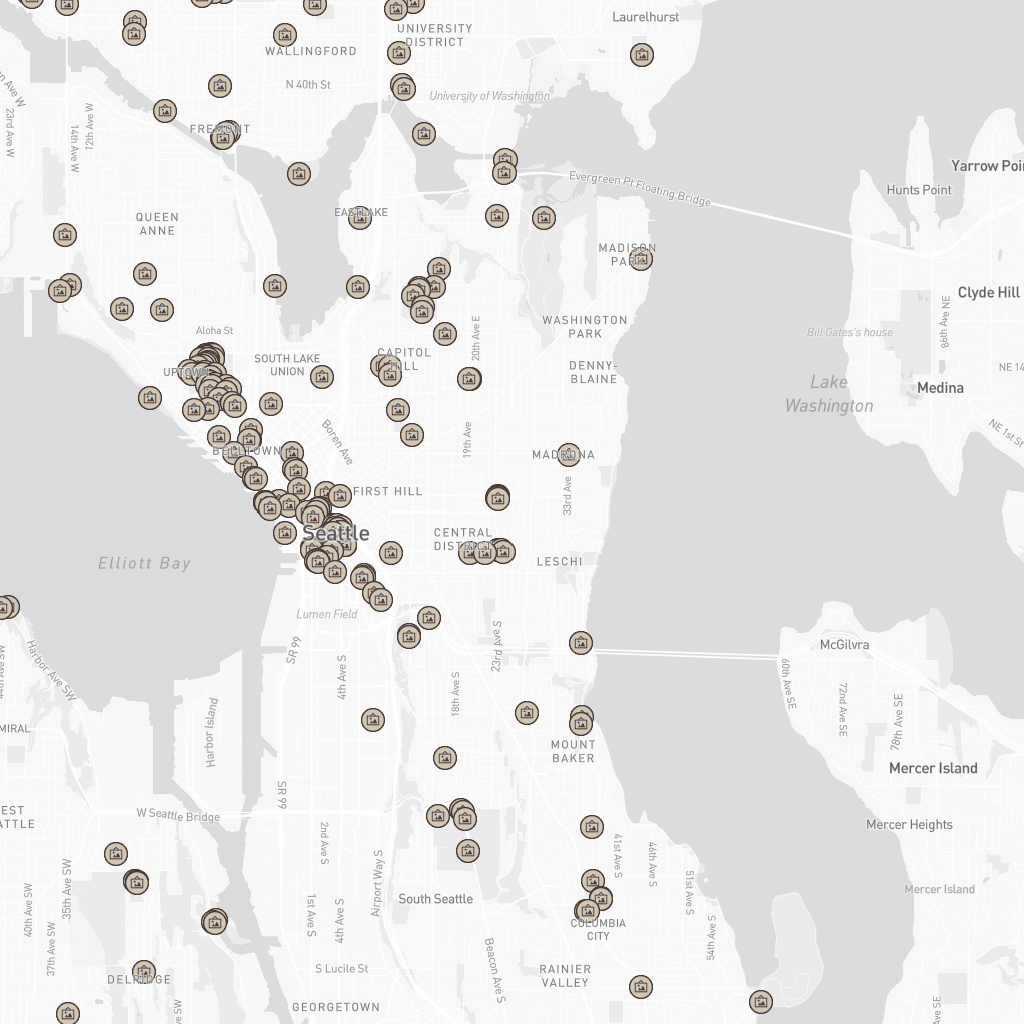 Laurelhurst
UNIVERSITY
DISTRICT
WALLINGFORD
N 40th St
University of Washington
23rd Ave W
14th Ave W
12th Ave W
FREMONT
Yarrow Poin
Evergreen Pt Floating Bridge
Hunts Point
EASTLAKE
QUEEN
ANNE
MADISON
PARK
Clyde Hill
86th Ave NE
WASHINGTON
PARK
Aloha St
20th Ave E
Bill Gates's house
SOUTH LAKE
UNION
CAPITOL
HILL
UPTOWN
DENNY-
BLAINE
NE 14
Lake
Washington
Medina
Boren Ave
19th Ave
NE 1st S
BELLTOWN
MADRONA
FIRST HILL
33rd Ave
Seattle
CENTRAL
DISTRICT
Elliott Bay
LESCHI
Lumen Field
SR 99
23rd Ave S
McGilvra
44th Ave SW
Harbor Ave SW
4th Ave S
18th Ave S
60th Ave SE
72nd Ave SE
78th Ave SE
MIRAL
Harbor Island
MOUNT
BAKER
Mercer Island
SR 99
EST
ATTLE
W Seattle Bridge
Mercer Heights
2nd Ave S
41st Ave S
46th Ave S
51st Ave S
54th Ave S
40th Ave SW
35th Ave SW
37th Ave SW
Airport Way S
South Seattle
Mercer Island
1st Ave S
4th Ave S
COLUMBIA
CITY
Beacon Ave S
S Lucile St
RAINIER
VALLEY
DELRIDGE
GEORGETOWN